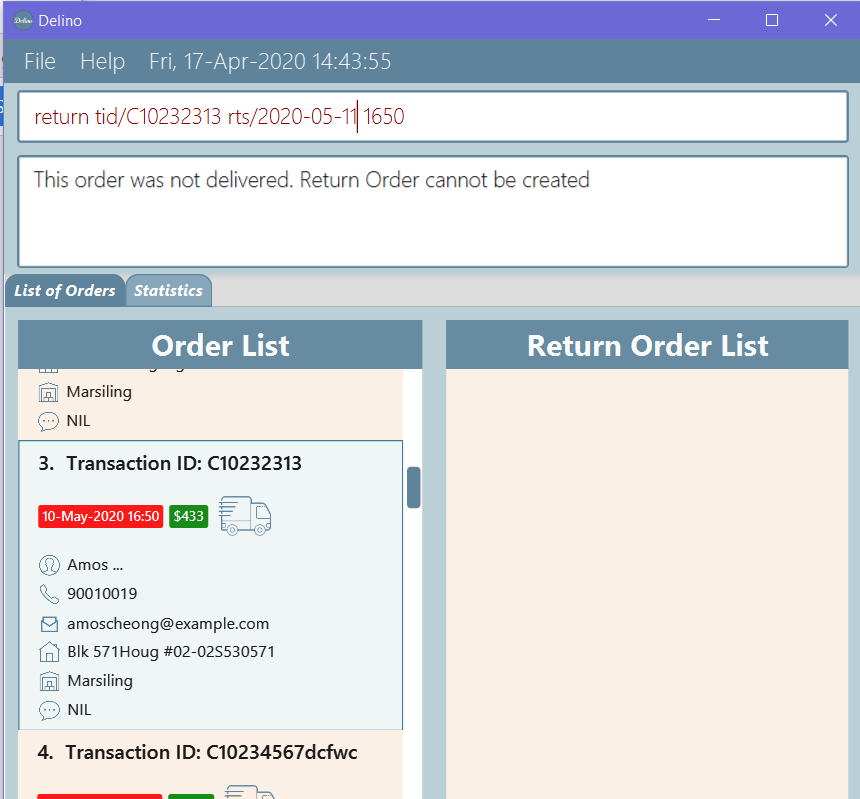 Delino
File Help Fri, 17-Apr-2020 14:43:55
return tid/C10232313 rts/2020-05-11 1650
This order was not delivered. Return Order cannot be created
List of Orders Statistics
Order List
Return Order List
Marsiling
NIL
3. Transaction ID: C10232313
10-May-2020 16:50 $433
Amos ...
90010019
amoscheong@example.com
Blk 571Houg #02-02S530571
Marsiling
NIL
4. Transaction ID: C10234567dcfwc